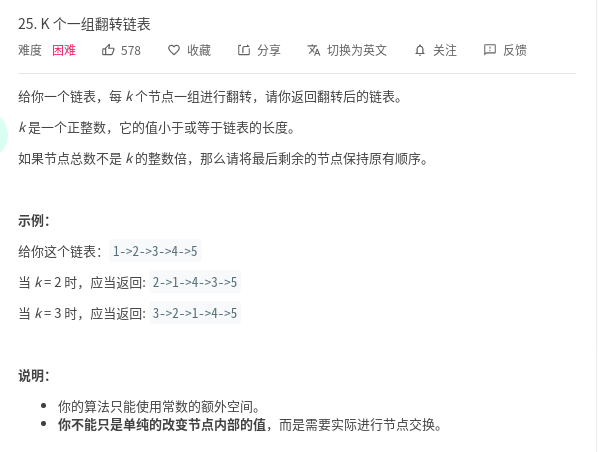 25. K 个一组翻转链表
难度 困难 578 收藏 分享 切换为英文 关注 反馈
给你一个链表，每 k 个节点一组进行翻转，请你返回翻转后的链表。
k 是一个正整数，它的值小于或等于链表的长度。
如果节点总数不是 k 的整数倍，那么请将最后剩余的节点保持原有顺序。
示例：
给你这个链表：1->2->3->4->5
当 k = 2 时，应当返回: 2->1->4->3->5
当 k = 3 时，应当返回: 3->2->1->4->5
说明：
• 你的算法只能使用常数的额外空间。
• 你不能只是单纯的改变节点内部的值，而是需要实际进行节点交换。